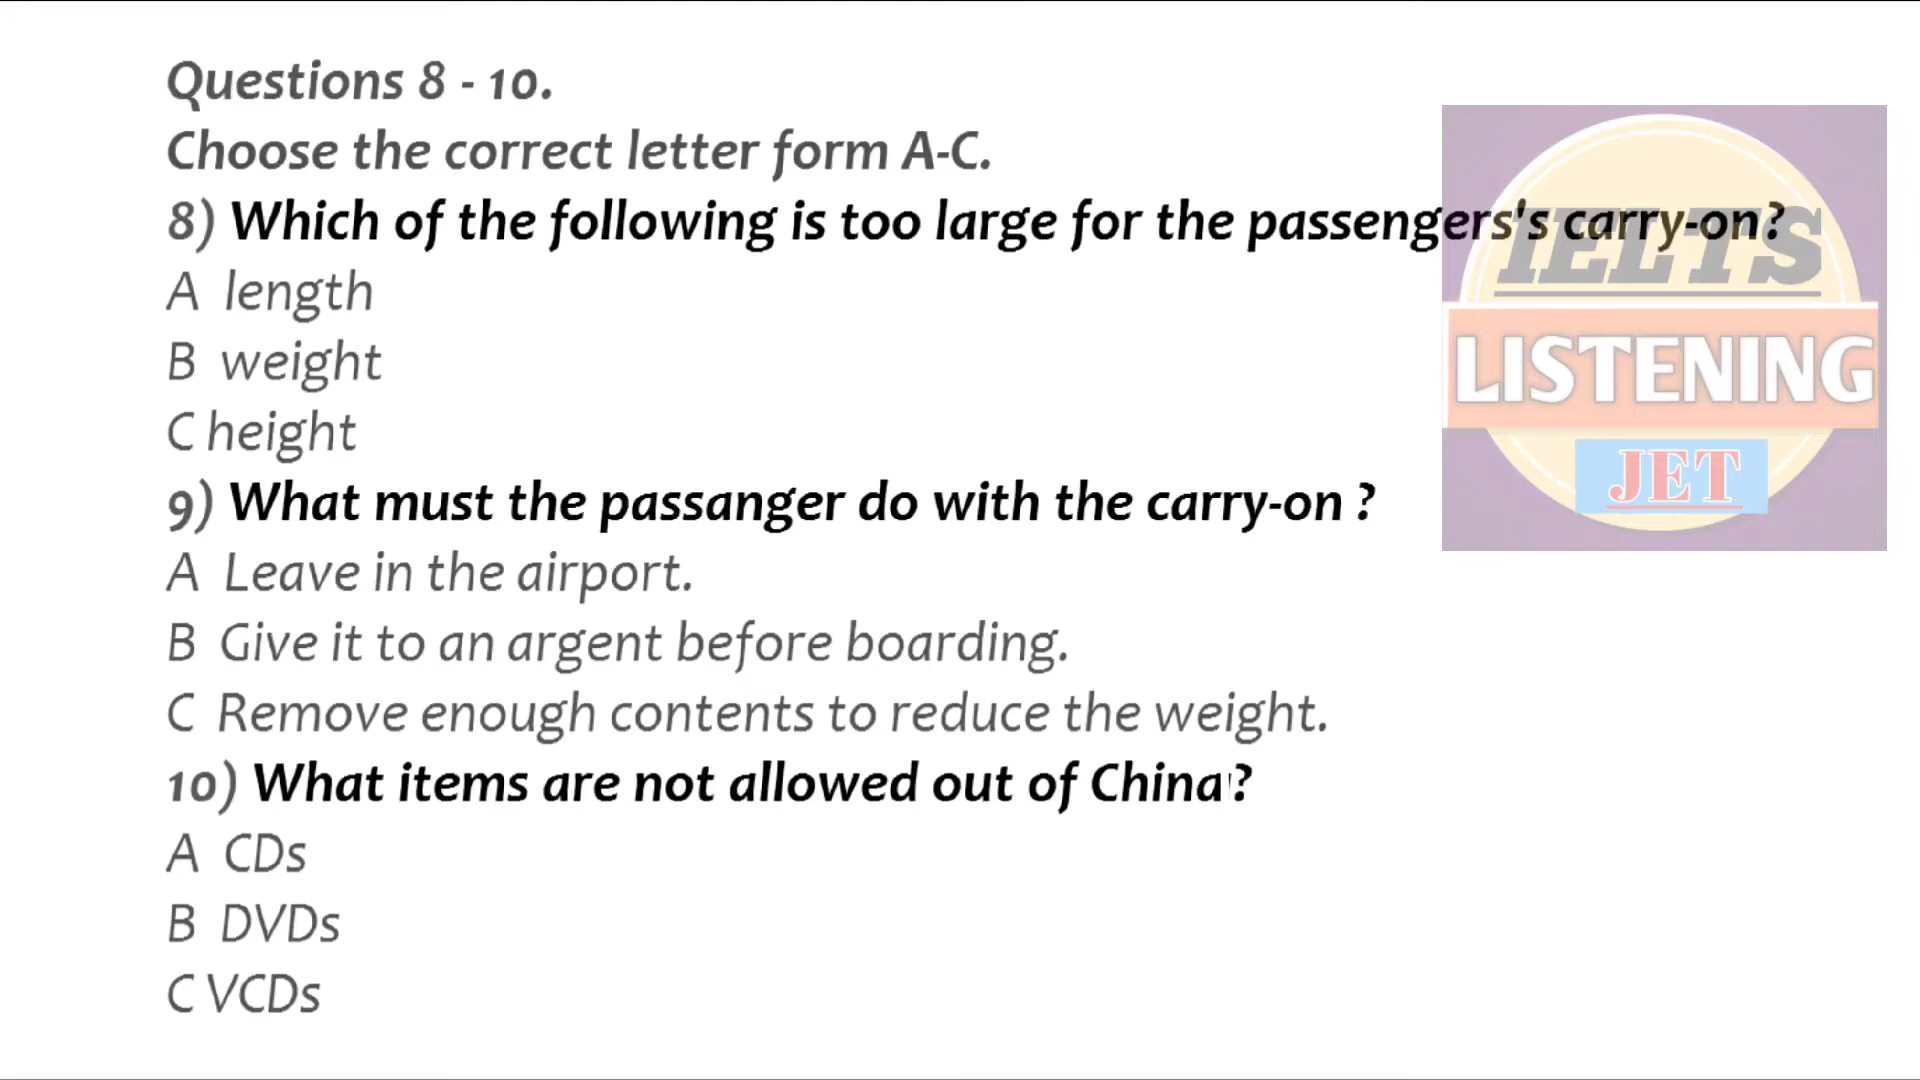 Questions 8 - 10.
Choose the correct letter form A-C.
8) Which of the following is too large for the passengers's carry-on?
A length
B weight
C height
9) What must the passanger do with the carry-on ?
A Leave in the airport.
B Give it to an argent before boarding.
C Remove enough contents to reduce the weight.
10) What items are not allowed out of China?
A CDs
B DVDs
C VCDs
IELTS
LISTENING
JET